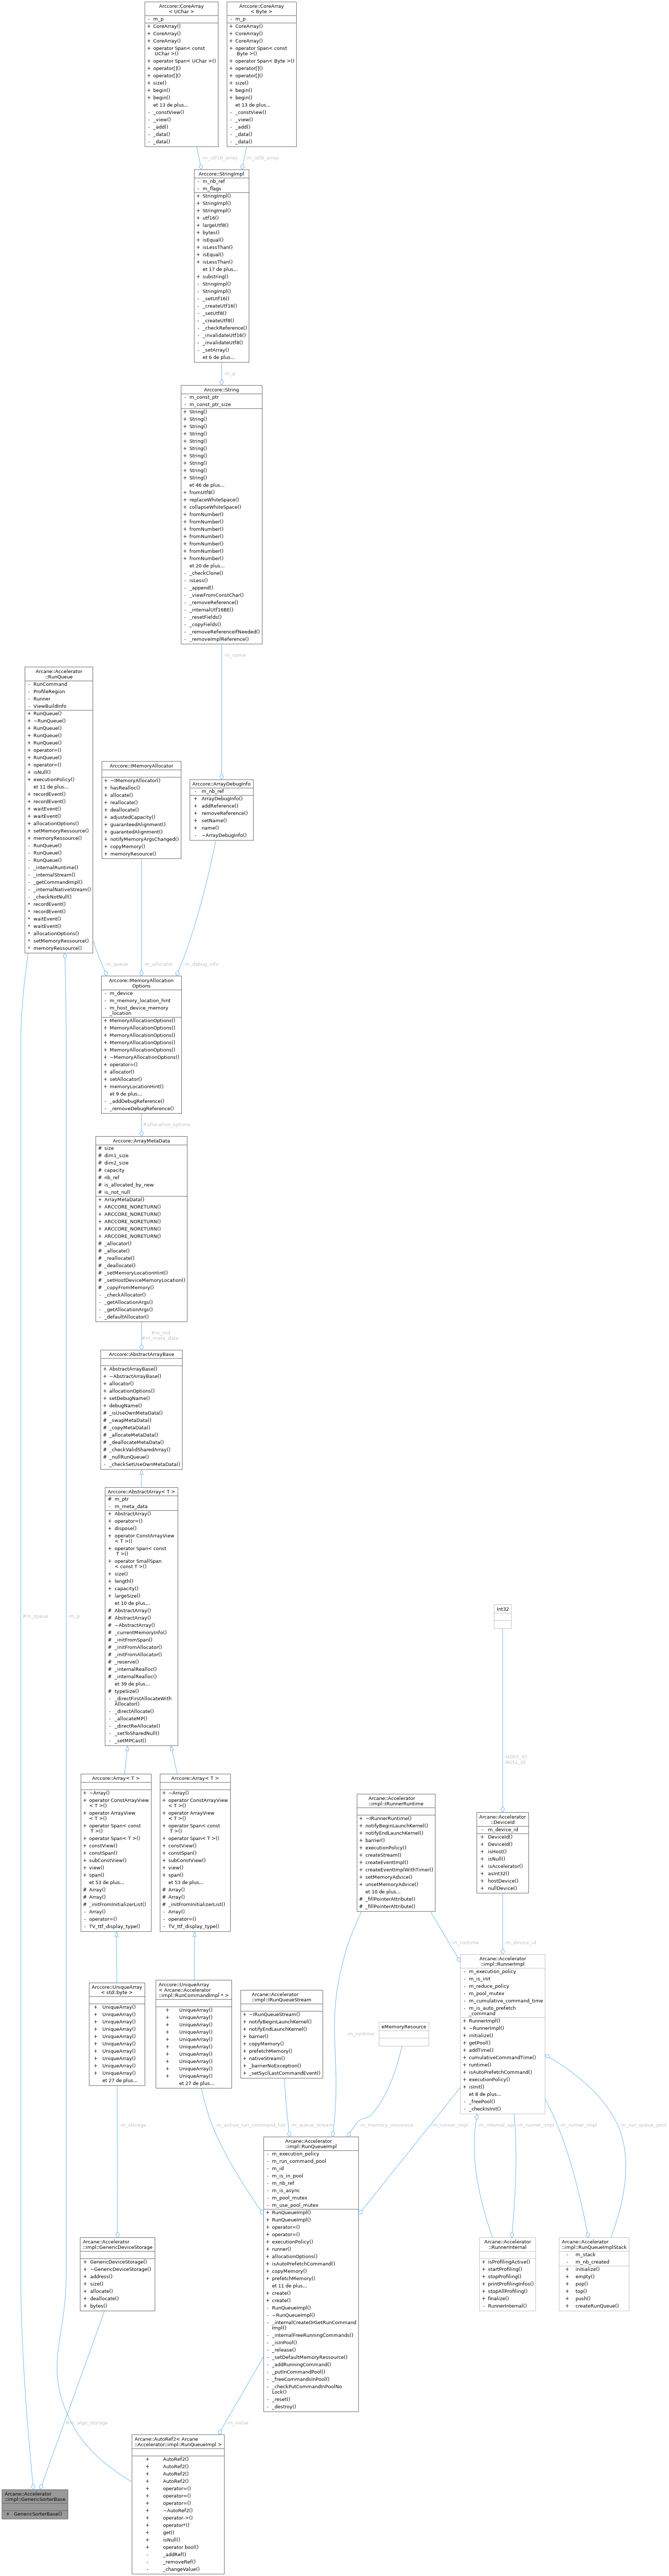 Arccore::CoreArray
< UChar >
- m_p
+ CoreArray()
+ CoreArray()
+ CoreArray()
+ operator Span< const
UChar >()
+ operator Span< UChar >()
+ operator[]()
+ operator[]()
+ size()
+ begin()
+ begin()
et 13 de plus...
- _constView()
- _view()
- _add()
- _data()
- _data()
Arccore::CoreArray
< Byte >
- m_p
+ CoreArray()
+ CoreArray()
+ CoreArray()
+ operator Span< const
Byte >()
+ operator Span< Byte >()
+ operator[]()
+ operator[]()
+ size()
+ begin()
+ begin()
et 13 de plus...
- _constView()
- _view()
- _add()
- _data()
- _data()
-m_utf16_array
-m_utf8_array
Arccore::StringImpl
- m_nb_ref
- m_flags
+ StringImpl()
+ StringImpl()
+ StringImpl()
+ utf16()
+ largeUtf8()
+ bytes()
+ isEqual()
+ isLessThan()
+ isEqual()
+ isLessThan()
et 17 de plus...
+ substring()
- StringImpl()
- StringImpl()
- _setUtf16()
- _createUtf16()
- _setUtf8()
- _createUtf8()
- _checkReference()
- _invalidateUtf16()
- _invalidateUtf8()
- _setArray()
et 6 de plus...
-m_p
Arccore::String
- m_const_ptr
- m_const_ptr_size
+ String()
+ String()
+ String()
+ String()
+ String()
+ String()
+ String()
+ String()
+ String()
+ String()
et 46 de plus...
+ fromUtf8()
+ replaceWhiteSpace()
+ collapseWhiteSpace()
+ fromNumber()
+ fromNumber()
+ fromNumber()
+ fromNumber()
+ fromNumber()
+ fromNumber()
+ fromNumber()
et 20 de plus...
- _checkClone()
- isLess()
- _append()
- _viewFromConstChar()
- _removeReference()
- _internalUtf16BE()
- _resetFields()
- _copyFields()
- _removeReferenceIfNeeded()
- _removeImplReference()
-m_name
Arcane::Accelerator
::RunQueue
- RunCommand
- ProfileRegion
- Runner
- ViewBuildInfo
+ RunQueue()
+ ~RunQueue()
+ RunQueue()
+ RunQueue()
+ RunQueue()
+ operator=()
+ RunQueue()
+ operator=()
+ isNull()
+ executionPolicy()
et 11 de plus...
+ recordEvent()
+ recordEvent()
+ waitEvent()
+ waitEvent()
+ allocationOptions()
+ setMemoryRessource()
+ memoryRessource()
- RunQueue()
- RunQueue()
- RunQueue()
- _internalRuntime()
- _internalStream()
- _getCommandImpl()
- _internalNativeStream()
- _checkNotNull()
* recordEvent()
* recordEvent()
* waitEvent()
* waitEvent()
* allocationOptions()
* setMemoryRessource()
* memoryRessource()
Arccore::IMemoryAllocator
+ ~IMemoryAllocator()
+ hasRealloc()
+ allocate()
+ reallocate()
+ deallocate()
+ adjustedCapacity()
+ guaranteedAlignment()
+ guarantedAlignment()
+ notifyMemoryArgsChanged()
+ copyMemory()
+ memoryResource()
Arccore::ArrayDebugInfo
- m_nb_ref
+ ArrayDebugInfo()
+ addReference()
+ removeReference()
+ setName()
+ name()
- ~ArrayDebugInfo()
-m_queue
-m_allocator
-m_debug_info
Arccore::MemoryAllocation
Options
- m_device
- m_memory_location_hint
- m_host_device_memory
_location
+ MemoryAllocationOptions()
+ MemoryAllocationOptions()
+ MemoryAllocationOptions()
+ MemoryAllocationOptions()
+ MemoryAllocationOptions()
+ ~MemoryAllocationOptions()
+ operator=()
+ allocator()
+ setAllocator()
+ memoryLocationHint()
et 9 de plus...
- _addDebugReference()
- _removeDebugReference()
#allocation_options
Arccore::ArrayMetaData
# size
# dim1_size
# dim2_size
# capacity
# nb_ref
# is_allocated_by_new
# is_not_null
+ ArrayMetaData()
+ ARCCORE_NORETURN()
+ ARCCORE_NORETURN()
+ ARCCORE_NORETURN()
+ ARCCORE_NORETURN()
+ ARCCORE_NORETURN()
# _allocator()
# _allocate()
# _reallocate()
# _deallocate()
# _setMemoryLocationHint()
# _setHostDeviceMemoryLocation()
# _copyFromMemory()
- _checkAllocator()
- _getAllocationArgs()
- _getAllocationArgs()
- _defaultAllocator()
#m_md
#m_meta_data
Arccore::AbstractArrayBase
+ AbstractArrayBase()
+ ~AbstractArrayBase()
+ allocator()
+ allocationOptions()
+ setDebugName()
+ debugName()
# _isUseOwnMetaData()
# _swapMetaData()
# _copyMetaData()
# _allocateMetaData()
# _deallocateMetaData()
# _checkValidSharedArray()
# _nullRunQueue()
- _checkSetUseOwnMetaData()
Arccore::AbstractArray< T >
# m_ptr
- m_meta_data
+ AbstractArray()
+ operator=()
+ dispose()
+ operator ConstArrayView
< T >()
+ operator Span< const
T >()
+ operator SmallSpan
< const T >()
+ size()
+ length()
+ capacity()
+ largeSize()
et 10 de plus...
# AbstractArray()
# AbstractArray()
# ~AbstractArray()
# _currentMemoryInfo()
# _initFromSpan()
# _initFromAllocator()
# _initFromAllocator()
# _reserve()
# _internalRealloc()
# _internalRealloc()
et 39 de plus...
# typeSize()
- _directFirstAllocateWith
Allocator()
- _directAllocate()
- _allocateMP()
- _directReAllocate()
- _setToSharedNull()
- _setMPCast()
#m_queue
-m_p
Int32
-HOST_ID
-NULL_ID
Arccore::Array< T >
+ ~Array()
+ operator ConstArrayView
< T >()
+ operator ArrayView
< T >()
+ operator Span< const
T >()
+ operator Span< T >()
+ constView()
+ constSpan()
+ subConstView()
+ view()
+ span()
et 53 de plus...
# Array()
# Array()
# _initFromInitializerList()
- Array()
- operator=()
- TV_ttf_display_type()
Arccore::Array< T >
+ ~Array()
+ operator ConstArrayView
< T >()
+ operator ArrayView
< T >()
+ operator Span< const
T >()
+ operator Span< T >()
+ constView()
+ constSpan()
+ subConstView()
+ view()
+ span()
et 53 de plus...
# Array()
# Array()
# _initFromInitializerList()
- Array()
- operator=()
- TV_ttf_display_type()
Arcane::Accelerator
::impl::IRunnerRuntime
+ ~IRunnerRuntime()
+ notifyBeginLaunchKernel()
+ notifyEndLaunchKernel()
+ barrier()
+ executionPolicy()
+ createStream()
+ createEventImpl()
+ createEventImplWithTimer()
+ setMemoryAdvice()
+ unsetMemoryAdvice()
et 10 de plus...
# _fillPointerAttribute()
# _fillPointerAttribute()
Arcane::Accelerator
::DeviceId
- m_device_id
+ DeviceId()
+ DeviceId()
+ isHost()
+ isNull()
+ isAccelerator()
+ asInt32()
+ hostDevice()
+ nullDevice()
-m_runtime
-m_device_id
Arccore::UniqueArray
< std::byte >
+ UniqueArray()
+ UniqueArray()
+ UniqueArray()
+ UniqueArray()
+ UniqueArray()
+ UniqueArray()
+ UniqueArray()
+ UniqueArray()
+ UniqueArray()
+ UniqueArray()
et 27 de plus...
Arccore::UniqueArray
< Arcane::Accelerator
::impl::RunCommandImpl * >
+ UniqueArray()
+ UniqueArray()
+ UniqueArray()
+ UniqueArray()
+ UniqueArray()
+ UniqueArray()
+ UniqueArray()
+ UniqueArray()
+ UniqueArray()
+ UniqueArray()
et 27 de plus...
Arcane::Accelerator
::impl::IRunQueueStream
+ ~IRunQueueStream()
+ notifyBeginLaunchKernel()
+ notifyEndLaunchKernel()
+ barrier()
+ copyMemory()
+ prefetchMemory()
+ nativeStream()
+ _barrierNoException()
+ _setSyclLastCommandEvent()
-m_runtime
eMemoryResource
Arcane::Accelerator
::impl::RunnerImpl
- m_execution_policy
- m_is_init
- m_reduce_policy
- m_pool_mutex
- m_cumulative_command_time
- m_is_auto_prefetch
_command
+ RunnerImpl()
+ ~RunnerImpl()
+ initialize()
+ getPool()
+ addTime()
+ cumulativeCommandTime()
+ runtime()
+ isAutoPrefetchCommand()
+ executionPolicy()
+ isInit()
et 8 de plus...
- _freePool()
- _checkIsInit()
-m_storage
-m_active_run_command_list
-m_queue_stream
-m_memory_ressource
-m_runner_impl
-m_internal_api
-m_runner_impl
-m_runner_impl
-m_run_queue_pool
Arcane::Accelerator
::impl::RunQueueImpl
- m_execution_policy
- m_run_command_pool
- m_id
- m_is_in_pool
- m_nb_ref
- m_is_async
- m_pool_mutex
- m_use_pool_mutex
+ RunQueueImpl()
+ RunQueueImpl()
+ operator=()
+ operator=()
+ executionPolicy()
+ runner()
+ allocationOptions()
+ isAutoPrefetchCommand()
+ copyMemory()
+ prefetchMemory()
et 11 de plus...
+ create()
+ create()
- RunQueueImpl()
- ~RunQueueImpl()
- _internalCreateOrGetRunCommand
Impl()
- _internalFreeRunningCommands()
- _isInPool()
- _release()
- _setDefaultMemoryRessource()
- _addRunningCommand()
- _putInCommandPool()
- _freeCommandsInPool()
- _checkPutCommandInPoolNo
Lock()
- _reset()
- _destroy()
Arcane::Accelerator
::impl::GenericDeviceStorage
+ GenericDeviceStorage()
+ ~GenericDeviceStorage()
+ address()
+ size()
+ allocate()
+ deallocate()
+ bytes()
Arcane::Accelerator
::RunnerInternal
+ isProfilingActive()
+ startProfiling()
+ stopProfiling()
+ printProfilingInfos()
+ stopAllProfiling()
+ finalize()
- RunnerInternal()
Arcane::Accelerator
::impl::RunQueueImplStack
- m_stack
- m_nb_created
+ initialize()
+ empty()
+ pop()
+ top()
+ push()
+ createRunQueue()
#m_algo_storage
-m_value
Arcane::AutoRef2< Arcane
::Accelerator::impl::RunQueueImpl >
+ AutoRef2()
+ AutoRef2()
+ AutoRef2()
+ AutoRef2()
+ operator=()
+ operator=()
+ operator=()
+ ~AutoRef2()
+ operator->()
+ operator*()
+ get()
+ isNull()
+ operator bool()
- _addRef()
- _removeRef()
- _changeValue()
Arcane::Accelerator
::impl::GenericSorterBase
+ GenericSorterBase()